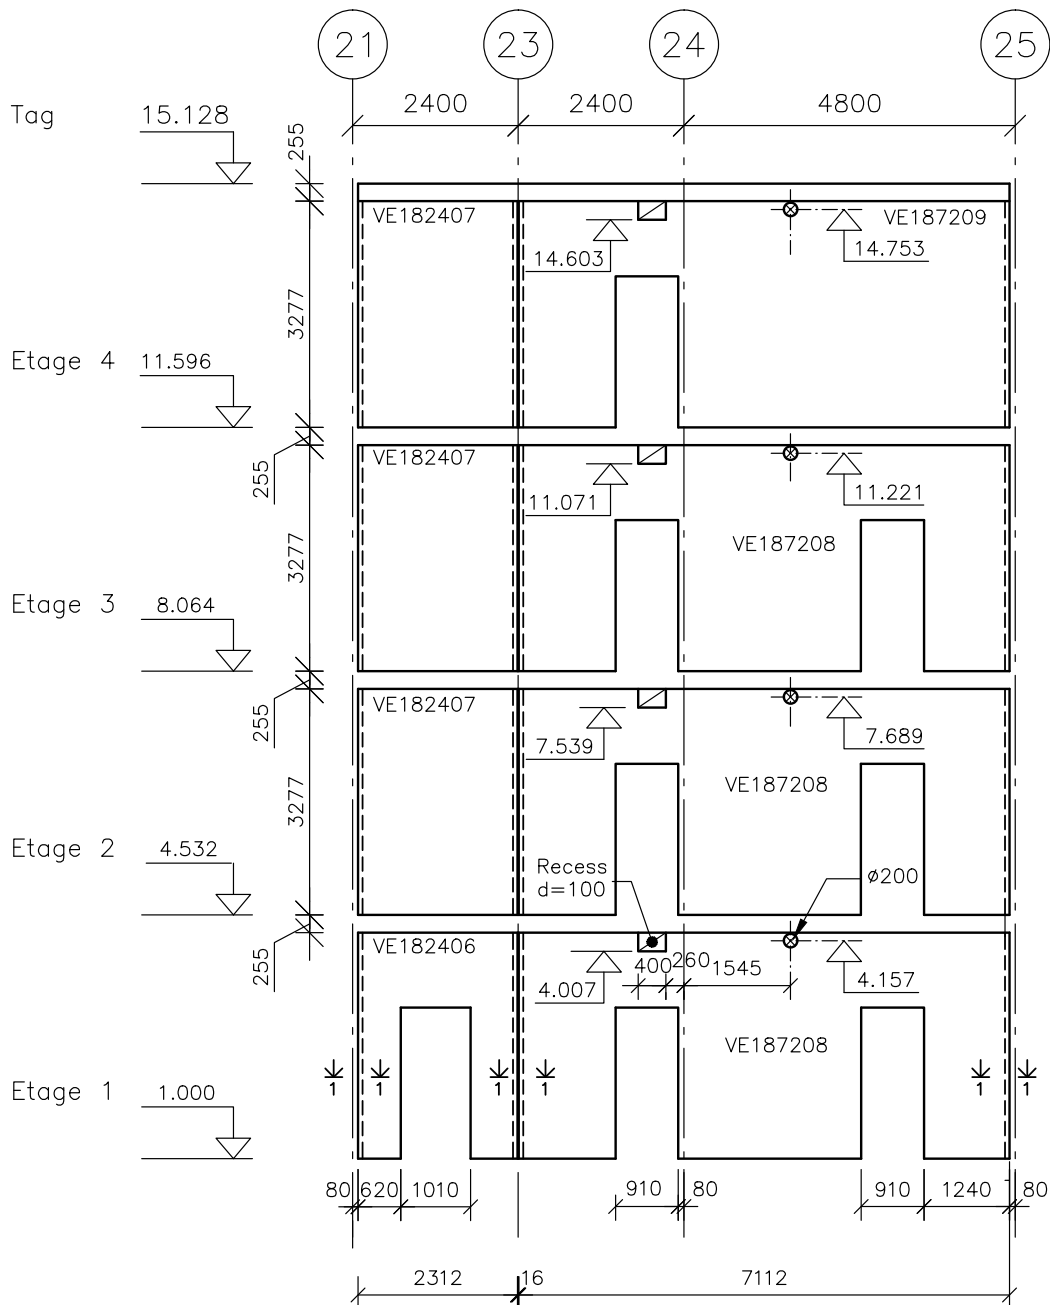 21 23 24 25
2400 2400 4800
Tag 15.128
255
VE182407 VE187209
14.603 14.753
3277
Etage 4 11.596
255
VE182407
11.071 11.221
VE187208
3277
Etage 3 8.064
255
VE182407
7.539 7.689
VE187208
3277
Etage 2 4.532
Recess
d=100
ø200
255
VE182406
400 260 1545
4.007 4.157
VE187208
1 1 1 1 1 1
Etage 1 1.000
80 620 1010 910 80 910 1240 80
2312 16 7112